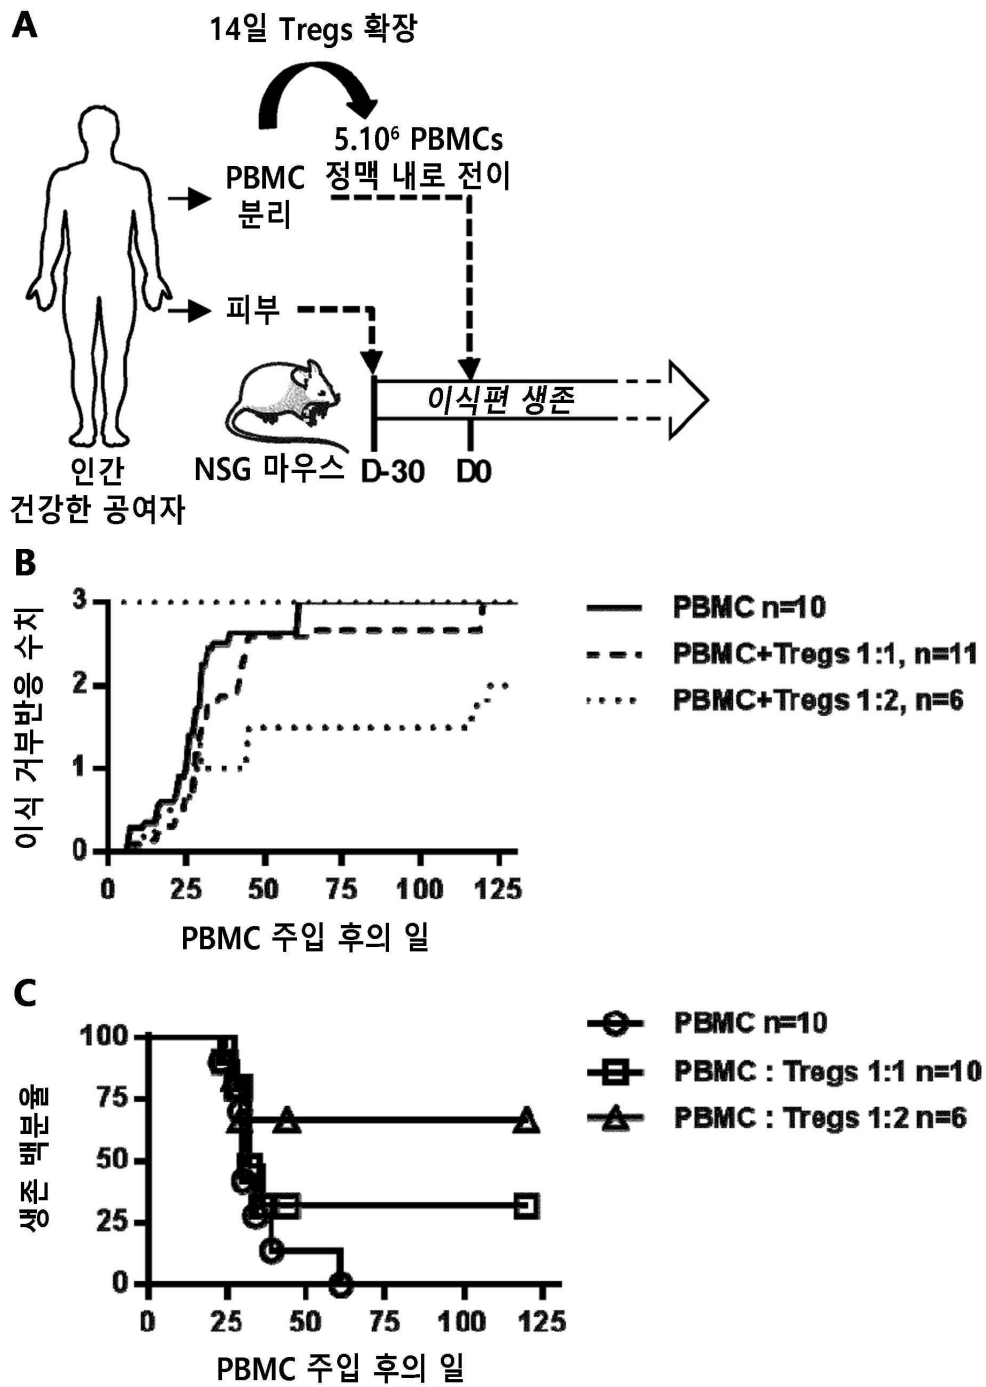 A
14일 Tregs 확장
5.10⁶ PBMCs
정맥 내로 전이
PBMC
분리
피부
이식편 생존
NSG 마우스
D-30
D0
인간
건강한 공여자
B
이식 거부반응 수치
3
2
1
0
0 25 50 75 100 125
PBMC 주입 후의 일
PBMC n=10
PBMC+Tregs 1:1, n=11
PBMC+Tregs 1:2, n=6
C
생존 백분율
100
75
50
25
0
0 25 50 75 100 125
PBMC 주입 후의 일
PBMC n=10
PBMC : Tregs 1:1 n=10
PBMC : Tregs 1:2 n=6